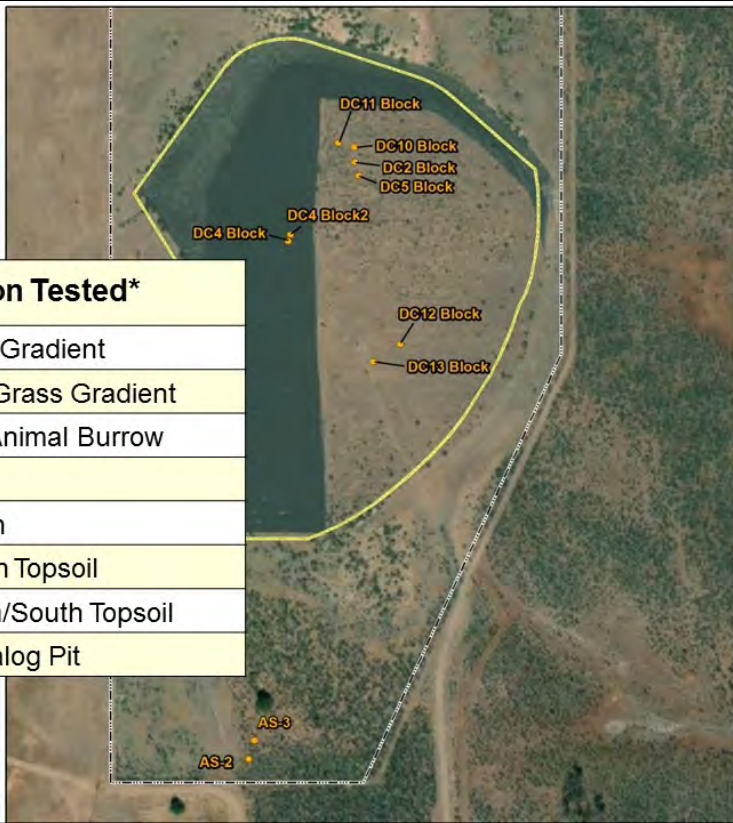 DC11 Block
DC10 Block
DC2 Block
DC5 Block
DC4 Block2
DC4 Block
on Tested*
Gradient
Grass Gradient
Animal Burrow
Topsoil
/South Topsoil
alog Pit
DC12 Block
DC13 Block
AS-3
AS-2